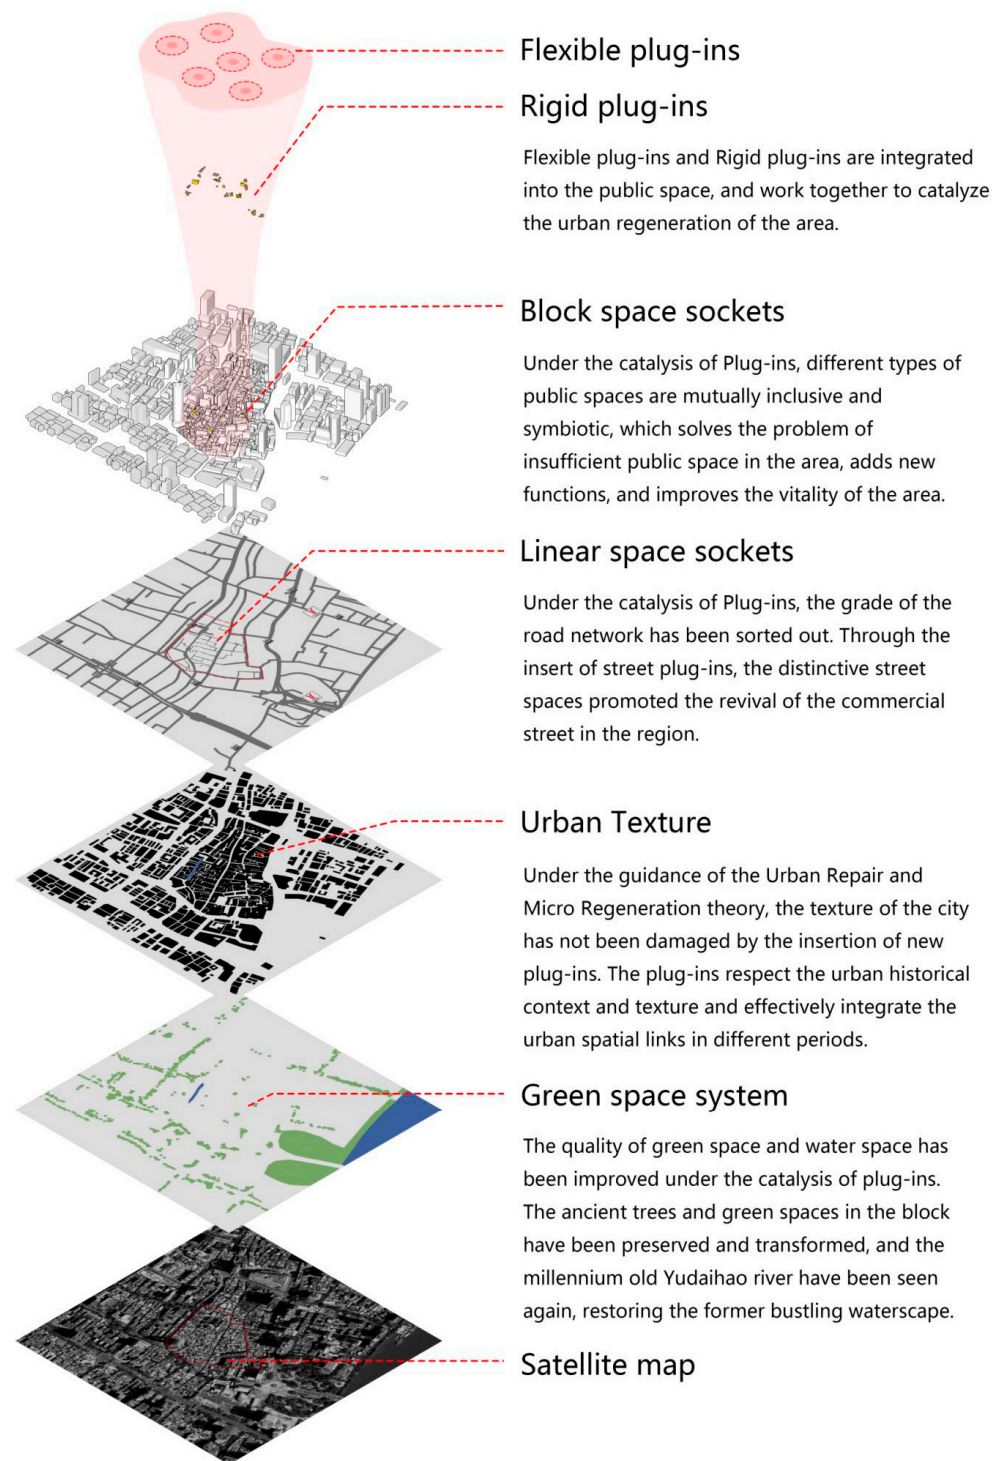 Flexible plug-ins
Rigid plug-ins
Flexible plug-ins and Rigid plug-ins are integrated
into the public space, and work together to catalyze
the urban regeneration of the area.
Block space sockets
Under the catalysis of Plug-ins, different types of
public spaces are mutually inclusive and
symbiotic, which solves the problem of
insufficient public space in the area, adds new
functions, and improves the vitality of the area.
Linear space sockets
Under the catalysis of Plug-ins, the grade of the
road network has been sorted out. Through the
insert of street plug-ins, the distinctive street
spaces promoted the revival of the commercial
street in the region.
Urban Texture
Under the guidance of the Urban Repair and
Micro Regeneration theory, the texture of the city
has not been damaged by the insertion of new
plug-ins. The plug-ins respect the urban historical
context and texture and effectively integrate the
urban spatial links in different periods.
Green space system
The quality of green space and water space has
been improved under the catalysis of plug-ins.
The ancient trees and green spaces in the block
have been preserved and transformed, and the
millennium old Yudaihao river have been seen
again, restoring the former bustling waterscape.
Satellite map